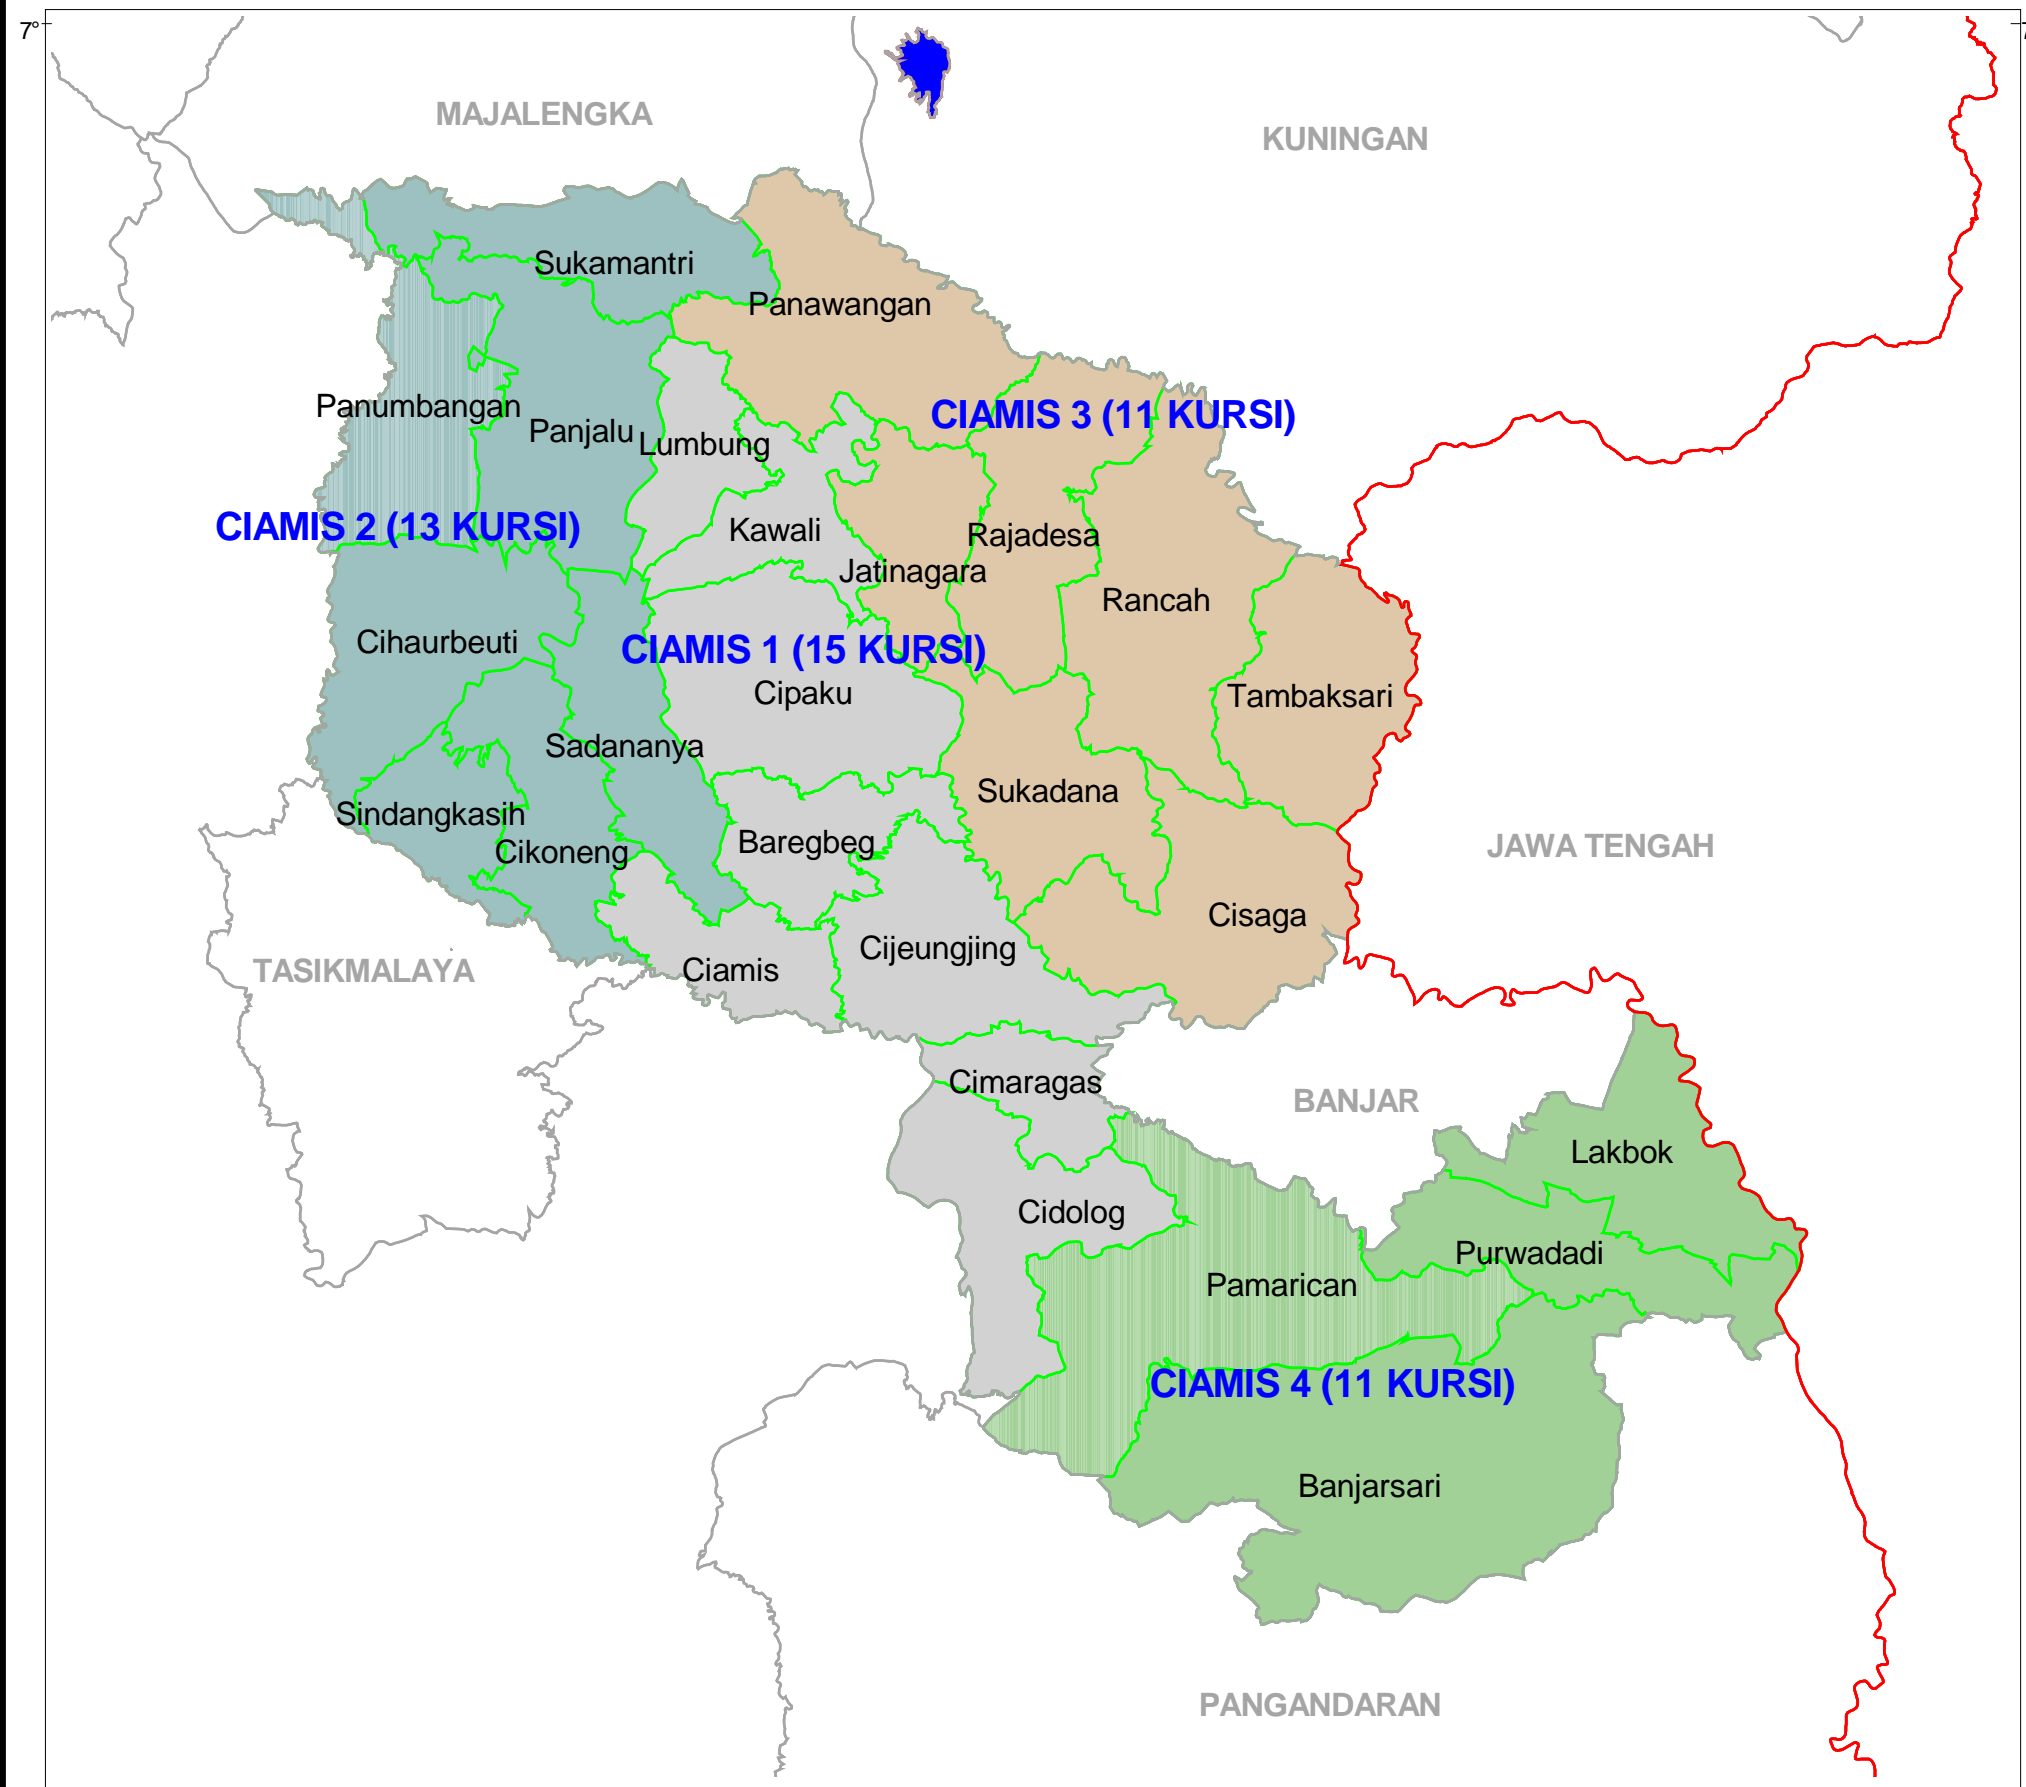 7°
MAJALENGKA
KUNINGAN
Sukamantri
Panawangan
Panumbangan
CIAMIS 3 (11 KURSI)
Panjalu
Lumbung
CIAMIS 2 (13 KURSI)
Kawali
Rajadesa
Jatinagara
Rancah
Cihaurbeuti
CIAMIS 1 (15 KURSI)
Cipaku
Tambaksari
Sadananya
Sukadana
Sindangkasih
Baregbeg
Cikoneng
JAWA TENGAH
Cisaga
Cijeungjing
TASIKMALAYA
Ciamis
Cimaragas
BANJAR
Lakbok
Cidolog
Purwadadi
Pamarican
CIAMIS 4 (11 KURSI)
Banjarsari
PANGANDARAN